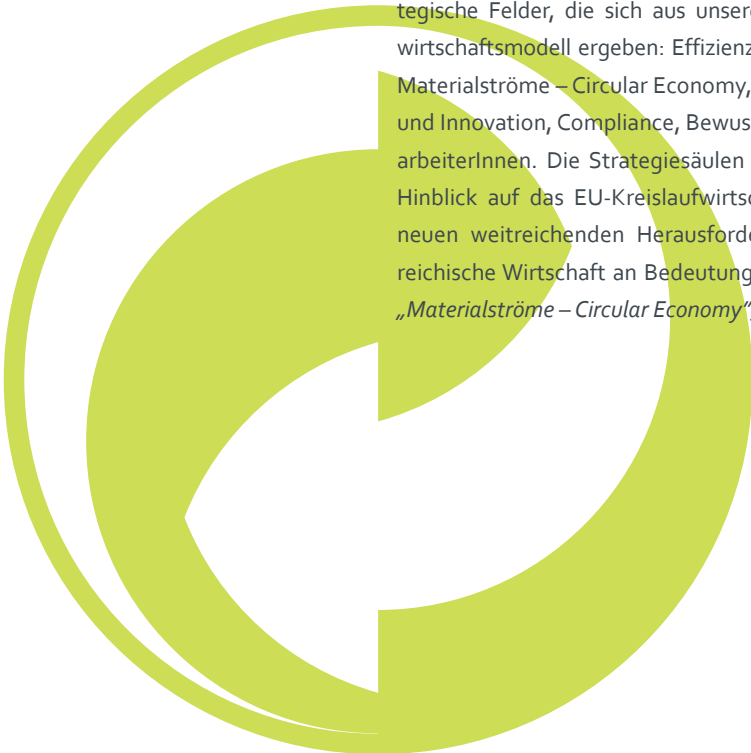 tegische Felder, die sich aus unser
wirtschaftsmodell ergeben: Effizienz
Materialströme – Circular Economy,
und Innovation, Compliance, Bewus
arbeiterInnen. Die Strategiesäulen
Hinblick auf das EU-Kreislaufwirtsc
neuen weitreichenden Herausford
reichische Wirtschaft an Bedeutung
„Materialströme – Circular Economy“